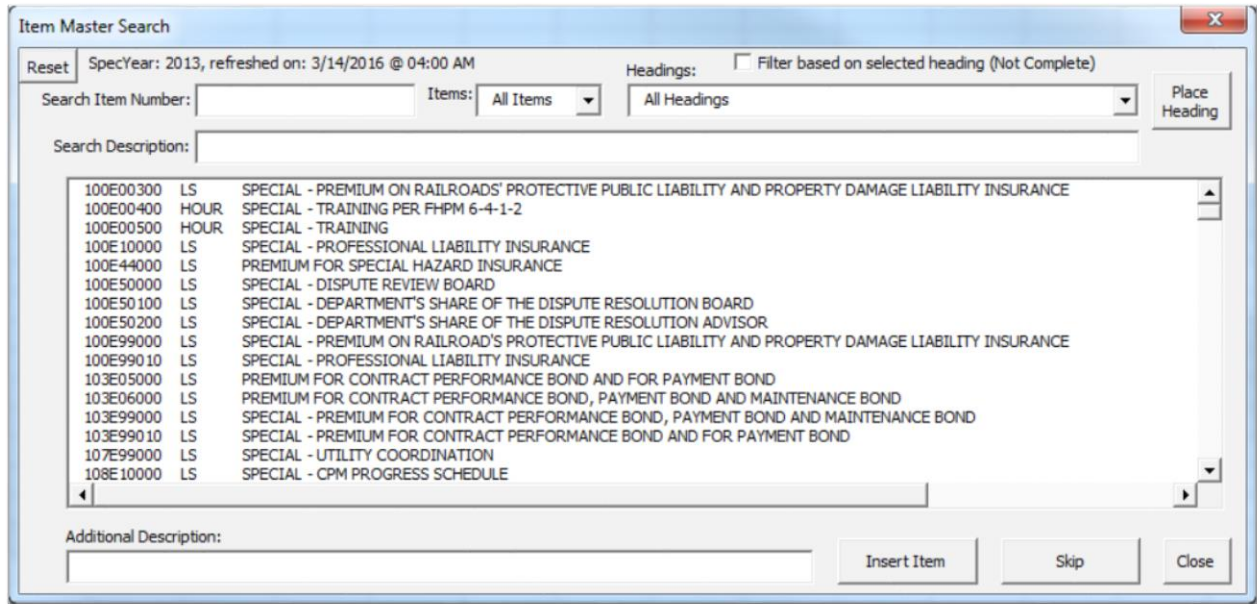 Item Master Search
x
Reset SpecYear: 2013, refreshed on: 3/14/2016 @ 04:00 AM Headings: Filter based on selected heading (Not Complete)
Search Item Number: Items: All Items All Headings Place Heading
Search Description:
100E00300 LS SPECIAL - PREMIUM ON RAILROADS' PROTECTIVE PUBLIC LIABILITY AND PROPERTY DAMAGE LIABILITY INSURANCE
100E00400 HOUR SPECIAL - TRAINING PER FHPM 6-4-1-2
100E00500 HOUR SPECIAL - TRAINING
100E10000 LS SPECIAL - PROFESSIONAL LIABILITY INSURANCE
100E44000 LS PREMIUM FOR SPECIAL HAZARD INSURANCE
100E50000 LS SPECIAL - DISPUTE REVIEW BOARD
100E50100 LS SPECIAL - DEPARTMENT'S SHARE OF THE DISPUTE RESOLUTION BOARD
100E50200 LS SPECIAL - DEPARTMENT'S SHARE OF THE DISPUTE RESOLUTION ADVISOR
100E99000 LS SPECIAL - PREMIUM ON RAILROAD'S PROTECTIVE PUBLIC LIABILITY AND PROPERTY DAMAGE LIABILITY INSURANCE
100E99010 LS SPECIAL - PROFESSIONAL LIABILITY INSURANCE
103E05000 LS PREMIUM FOR CONTRACT PERFORMANCE BOND AND FOR PAYMENT BOND
103E06000 LS PREMIUM FOR CONTRACT PERFORMANCE BOND, PAYMENT BOND AND MAINTENANCE BOND
103E99000 LS SPECIAL - PREMIUM FOR CONTRACT PERFORMANCE BOND, PAYMENT BOND AND MAINTENANCE BOND
103E99010 LS SPECIAL - PREMIUM FOR CONTRACT PERFORMANCE BOND AND FOR PAYMENT BOND
107E99000 LS SPECIAL - UTILITY COORDINATION
108E10000 LS SPECIAL - CPM PROGRESS SCHEDULE
Additional Description:
Insert Item Skip Close